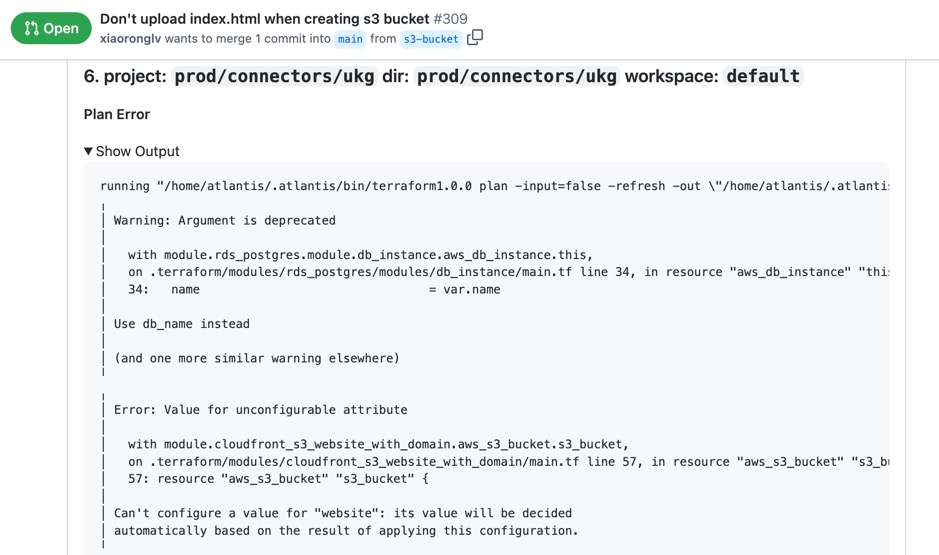 Open
Don't upload index.html when creating s3 bucket #309
xiaoronglv wants to merge 1 commit into main from s3-bucket
6. project: prod/connectors/ukg dir: prod/connectors/ukg workspace: default
Plan Error
Show Output
running "/home/atlantis/.atlantis/bin/terraform1.0.0 plan -input=false -refresh -out \"/home/atlantis/.atlantis
Warning: Argument is deprecated
with module.rds_postgres.module.db_instance.aws_db_instance.this,
on .terraform/modules/rds_postgres/modules/db_instance/main.tf line 34, in resource "aws_db_instance" "this
34: name = var.name
Use db_name instead
(and one more similar warning elsewhere)
Error: Value for unconfigurable attribute
with module.cloudfront_s3_website_with_domain.aws_s3_bucket.s3_bucket,
on .terraform/modules/cloudfront_s3_website_with_domain/main.tf line 57, in resource "aws_s3_bucket" "s3_bu
57: resource "aws_s3_bucket" "s3_bucket" {
Can't configure a value for "website": its value will be decided
automatically based on the result of applying this configuration.